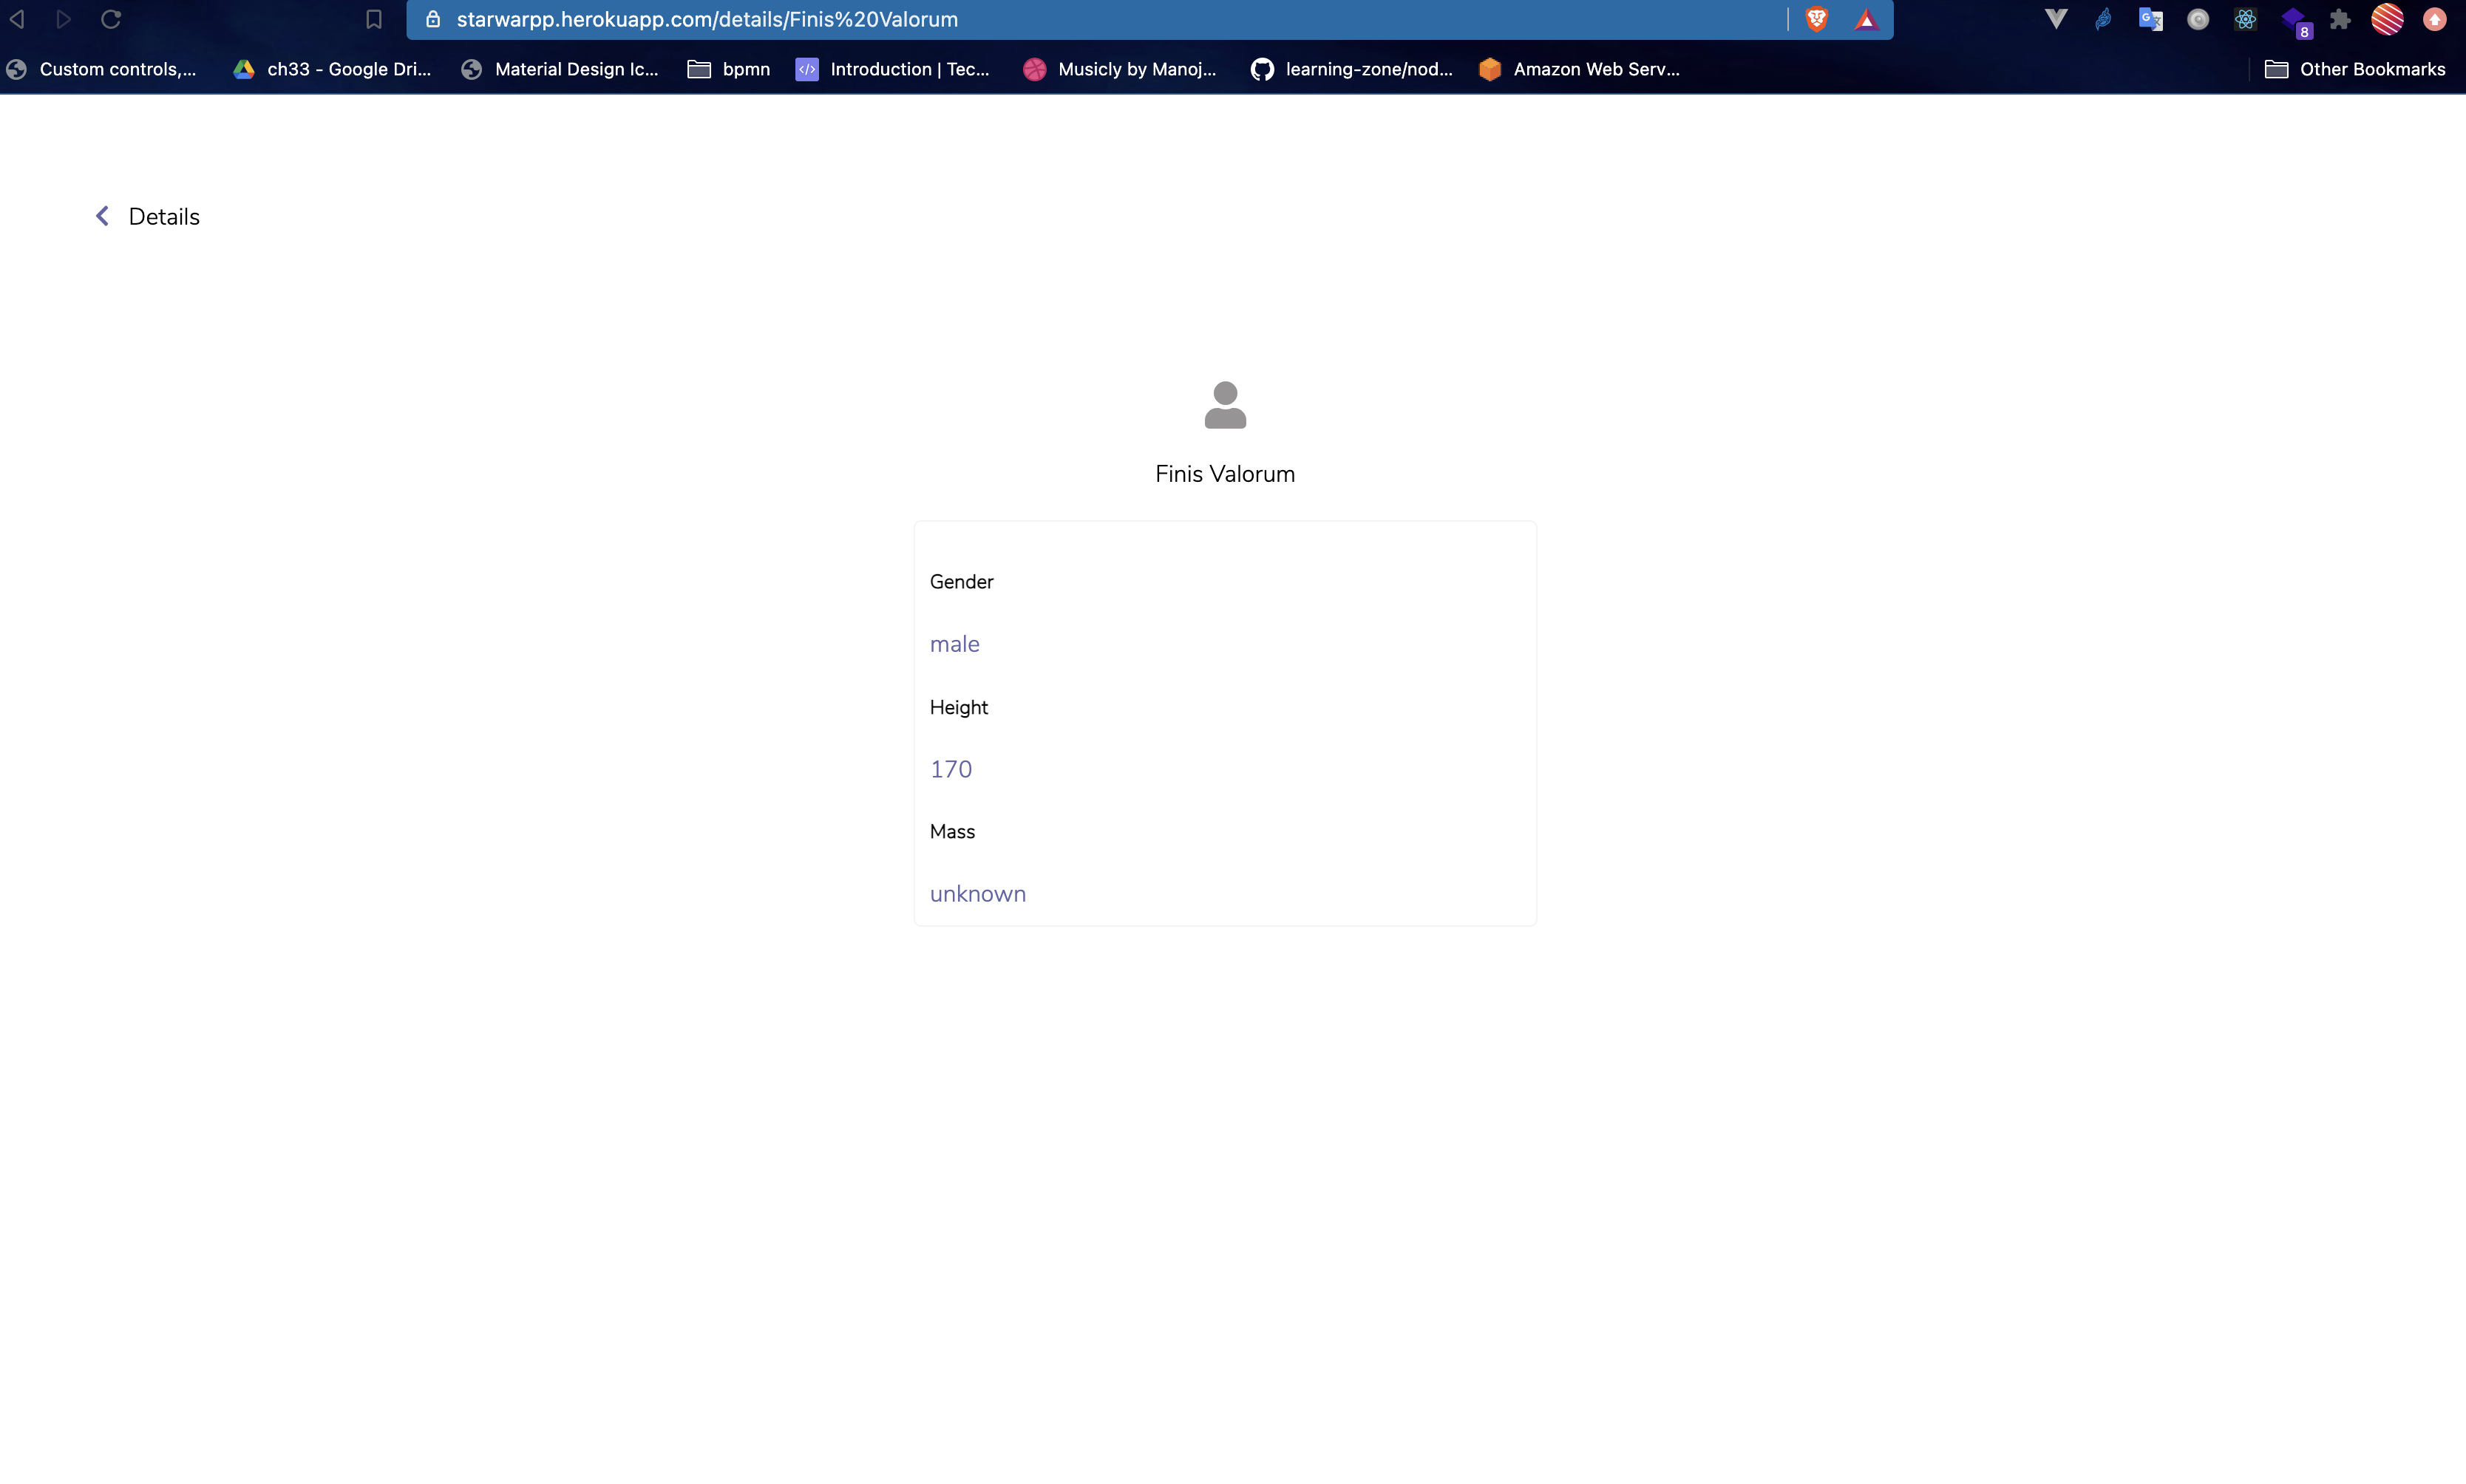 starwarpp.herokuapp.com/details/Finis%20Valorum
8
Custom controls,... ch33 - Google Dri... Material Design Ic... bpmn </> Introduction | Tec... Musicly by Manoj... learning-zone/nod... Amazon Web Serv... Other Bookmarks
Details
Finis Valorum
Gender
male
Height
170
Mass
unknown